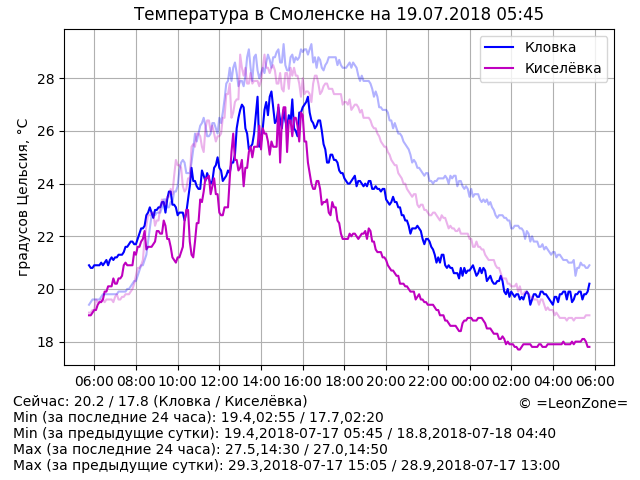 Температура в Смоленске на 19.07.2018 05:45
Кловка
Киселёвка
градусов Цельсия, °C
28
26
24
22
20
18
06:00 08:00 10:00 12:00 14:00 16:00 18:00 20:00 22:00 00:00 02:00 04:00 06:00
Сейчас: 20.2 / 17.8 (Кловка / Киселёвка)
© =LeonZone=
Min (за последние 24 часа): 19.4,02:55 / 17.7,02:20
Min (за предыдущие сутки): 19.4,2018-07-17 05:45 / 18.8,2018-07-18 04:40
Max (за последние 24 часа): 27.5,14:30 / 27.0,14:50
Max (за предыдущие сутки): 29.3,2018-07-17 15:05 / 28.9,2018-07-17 13:00